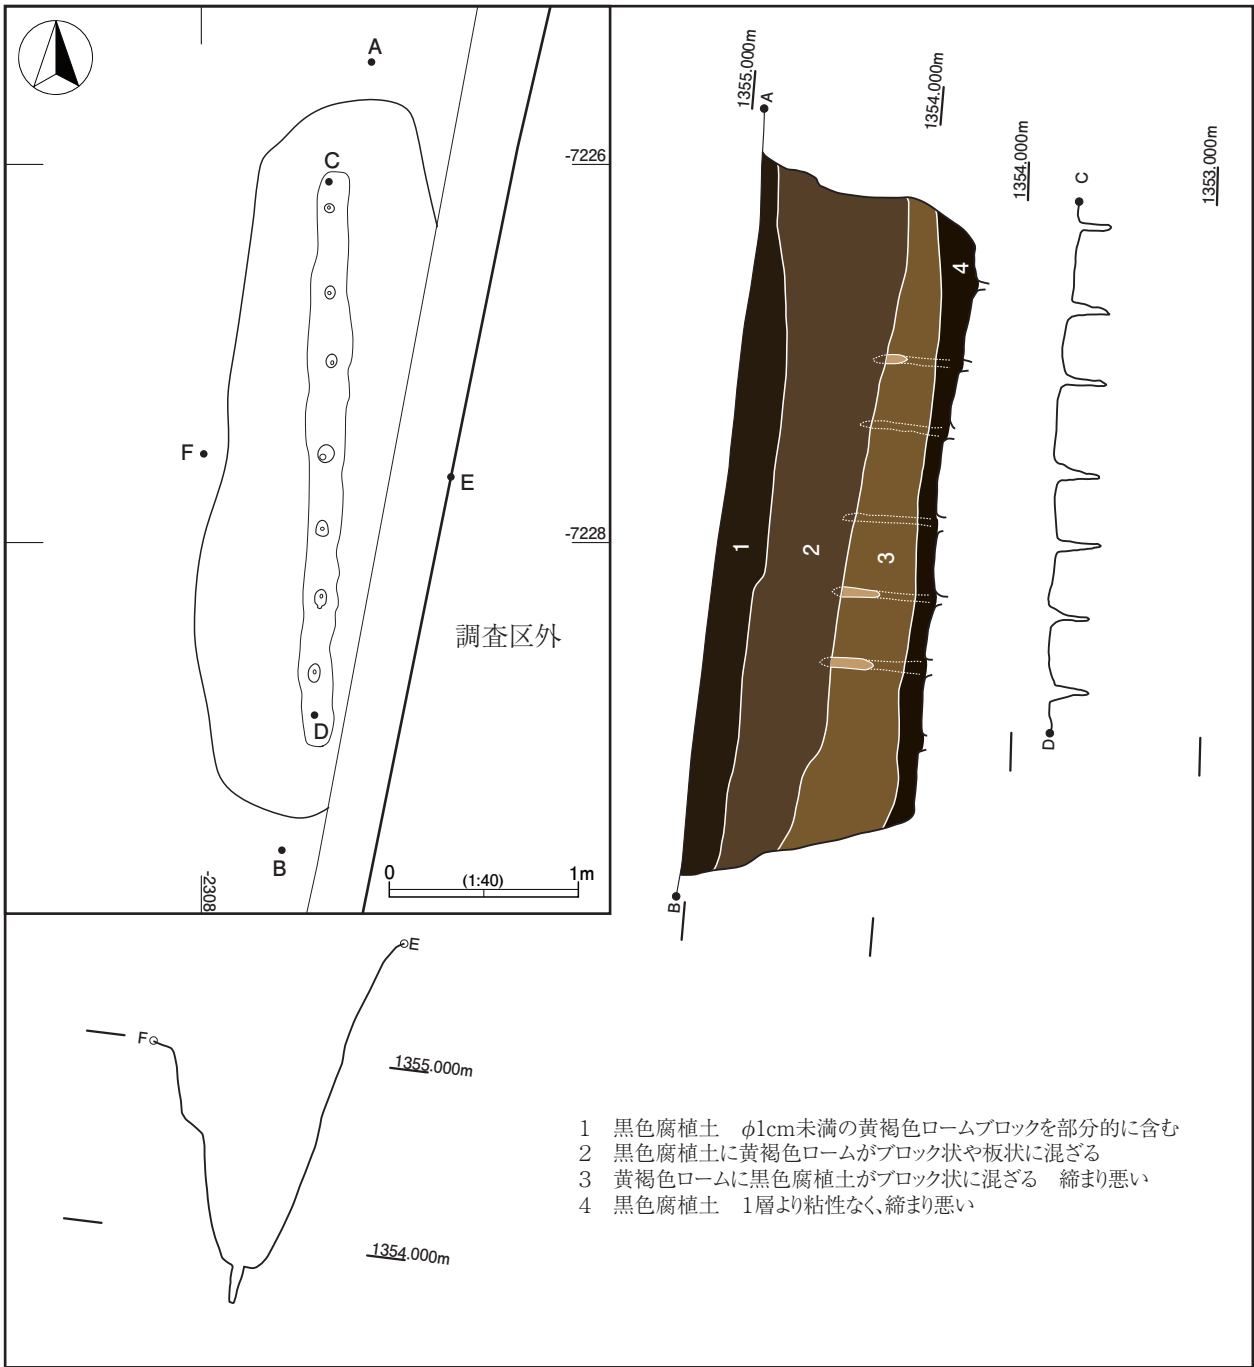 A
-7226
C
F
E
-7228
調査区外
D
B
-2308
0
(1:40)
1m
1355.000m
A
1354.000m
1354.000m
1353.000m
C
4
1
2
3
D
B
E
F
1355.000m
1354.000m
1 黒色腐植土 φ1cm未満の黄褐色ロームブロックを部分的に含む
2 黒色腐植土に黄褐色ロームがブロック状や板状に混ざる
3 黄褐色ロームに黒色腐植土がブロック状に混ざる 締まり悪い
4 黒色腐植土 1層より粘性なく、締まり悪い